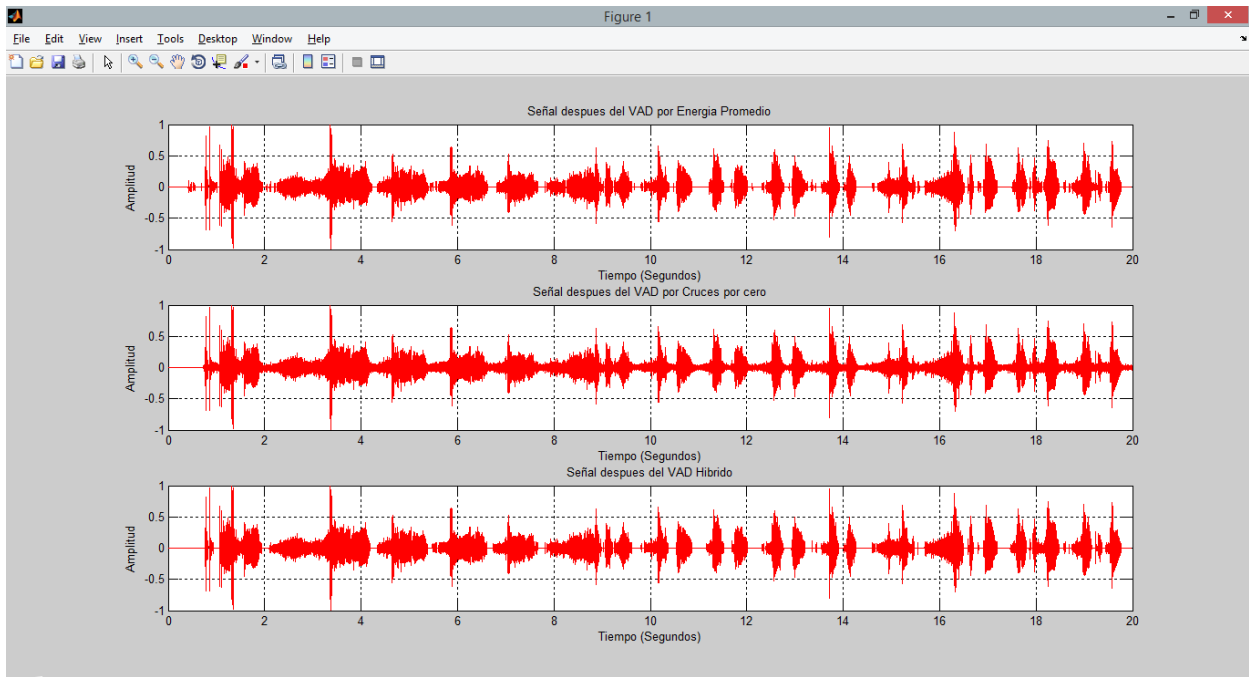 Figure 1
File Edit View Insert Tools Desktop Window Help
Señal despues del VAD por Energia Promedio
Amplitud
1
0.5
0
-0.5
-1
0 2 4 6 8 10 12 14 16 18 20
Tiempo (Segundos)
Señal despues del VAD por Cruces por cero
Amplitud
1
0.5
0
-0.5
-1
0 2 4 6 8 10 12 14 16 18 20
Tiempo (Segundos)
Señal despues del VAD Hibrido
Amplitud
1
0.5
0
-0.5
-1
0 2 4 6 8 10 12 14 16 18 20
Tiempo (Segundos)